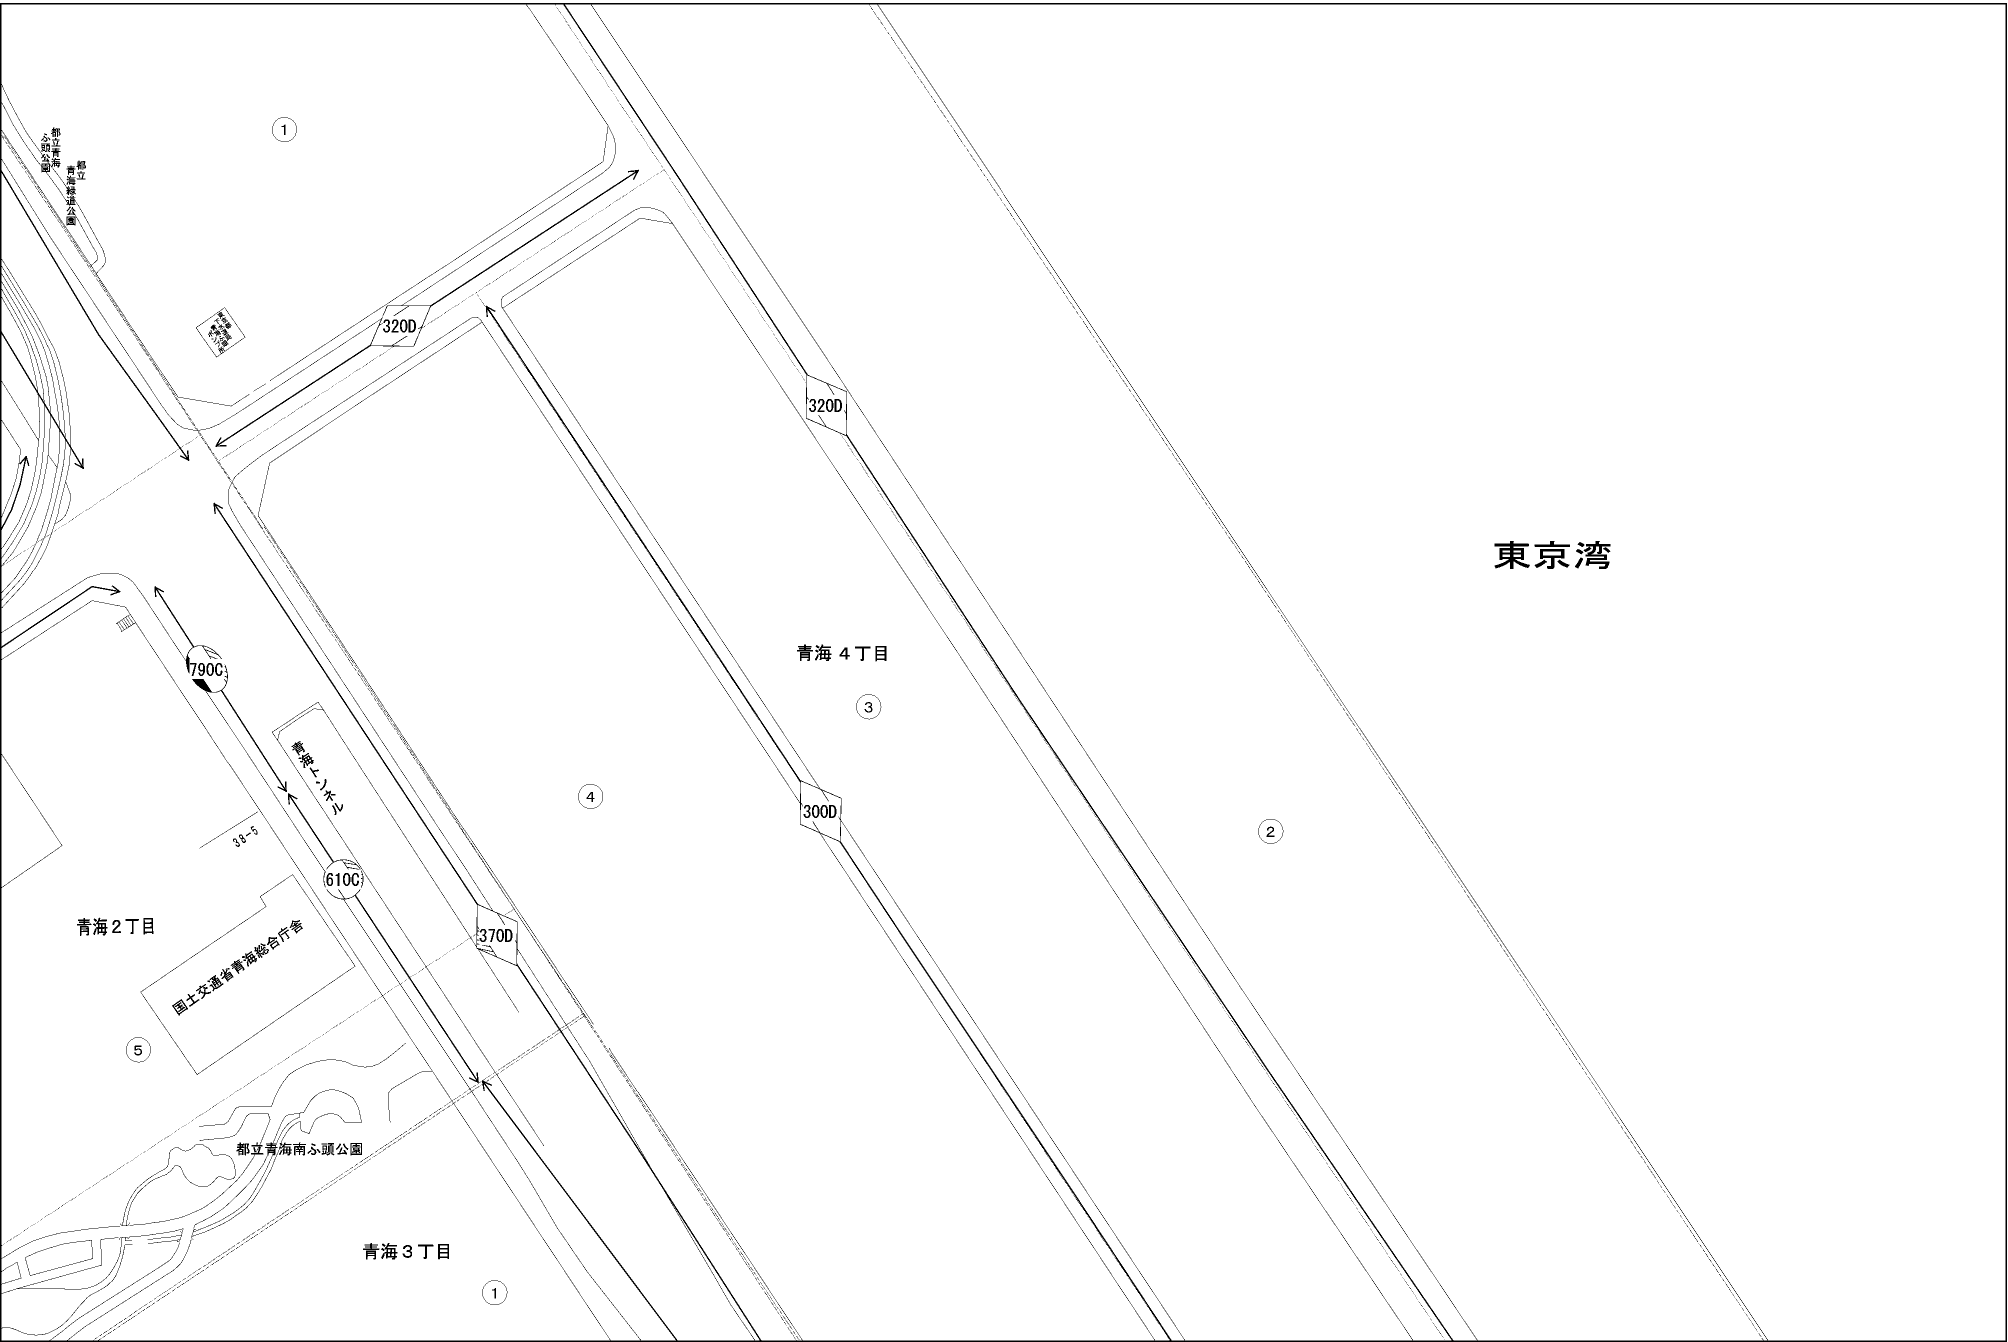 1
都立青海
ふ頭公園
都立
青海緑道公園
320D
320D
東京湾
790C
青海４丁目
3
青海トンネル
4
300D
2
38-6
610C
青海２丁目
370D
国土交通省青海総合庁舎
5
都立青海南ふ頭公園
青海３丁目
1